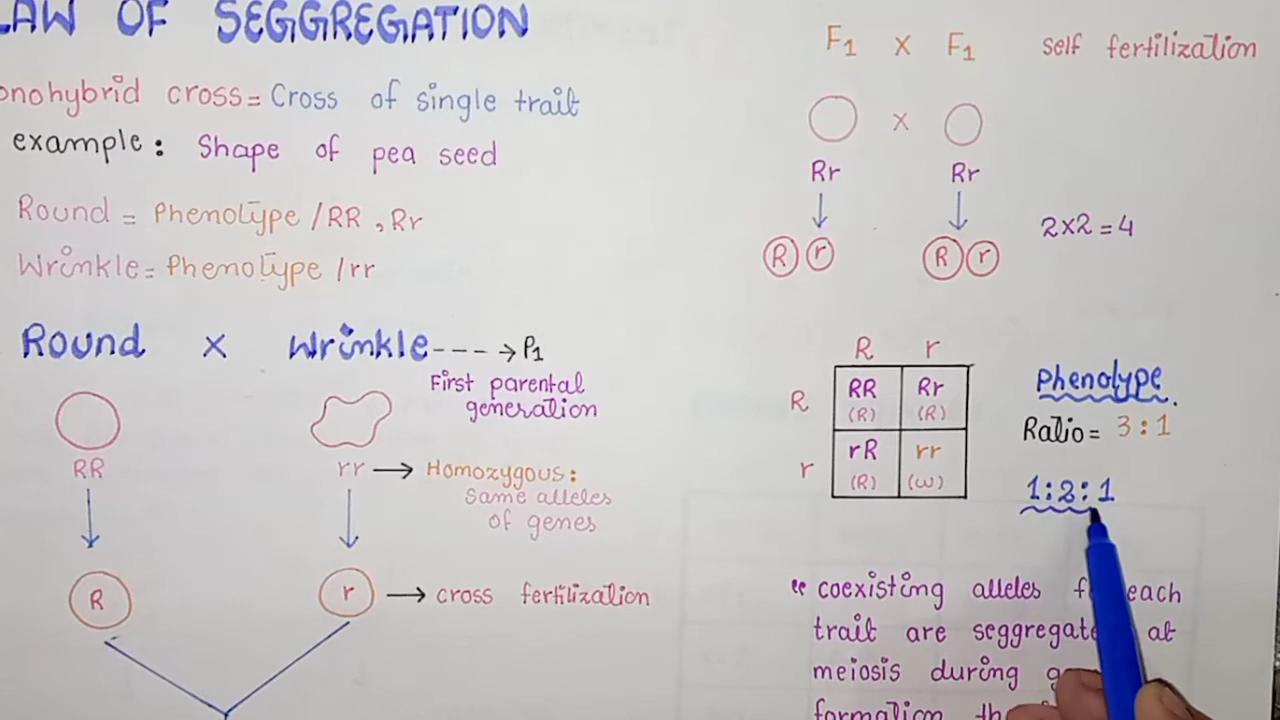 LAW OF SEGGREGATION
onohybrid cross = Cross of single trait
example: Shape of pea seed
Round = Phenotype / RR , Rr
Wrinkle = Phenotype / rr
Round x Wrinkle ----→ P1
First parental
generation
RR
rr → Homozygous:
Same alleles
of genes
R
r → cross fertilization
F1 x F1 self fertilization
x
Rr Rr
R r R r
2x2=4
R r
R RR Rr
(R) (R)
r rR rr
(R) (W)
Phenotype.
Ratio = 3:1
1:2:1
"coexisting alleles each
trait are seggregate at
meiosis during
formation